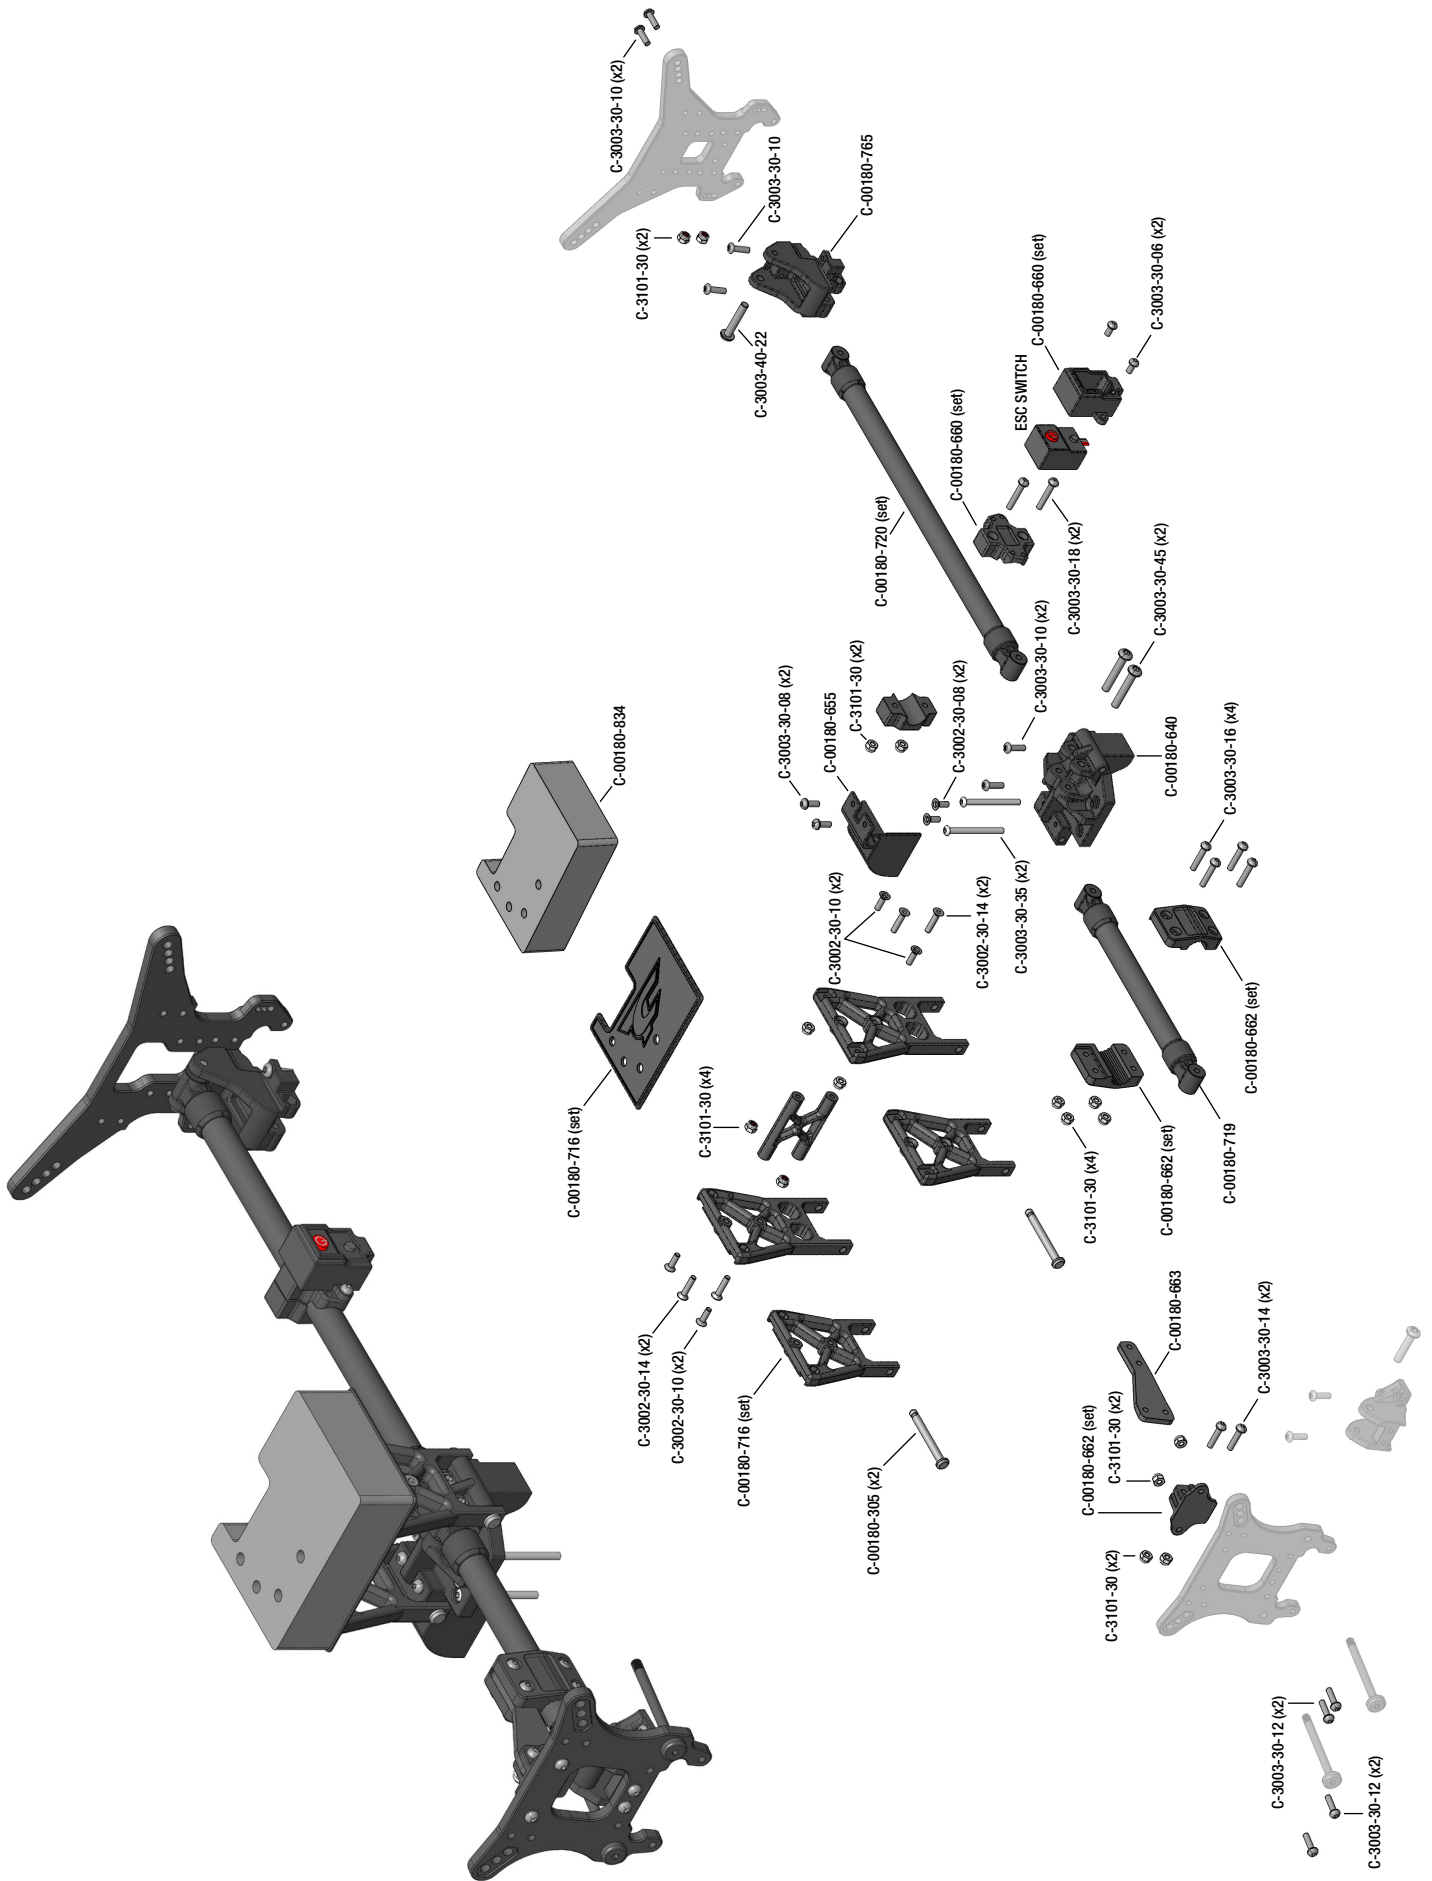 C-3003-30-10 (x2)
C-3003-30-10
C-00180-765
C-3101-30 (x2)
C-3003-40-22
C-00180-660 (set)
C-3003-30-06 (x2)
ESC SWITCH
C-00180-660 (set)
C-00180-720 (set)
C-3003-30-18 (x2)
C-3003-30-45 (x2)
C-3003-30-10 (x2)
C-3101-30 (x2)
C-3003-30-08 (x2)
C-00180-655
C-3002-30-08 (x2)
C-00180-834
C-00180-640
C-3003-30-16 (x4)
C-3002-30-10 (x2)
C-3002-30-14 (x2)
C-3003-30-35 (x2)
C-00180-662 (set)
C-00180-716 (set)
C-3101-30 (x4)
C-3101-30 (x4)
C-00180-662 (set)
C-00180-719
C-3002-30-14 (x2)
C-3002-30-10 (x2)
C-00180-716 (set)
C-00180-305 (x2)
C-00180-663
C-3003-30-14 (x2)
C-00180-662 (set)
C-3101-30 (x2)
C-3101-30 (x2)
C-3003-30-12 (x2)
C-3003-30-12 (x2)